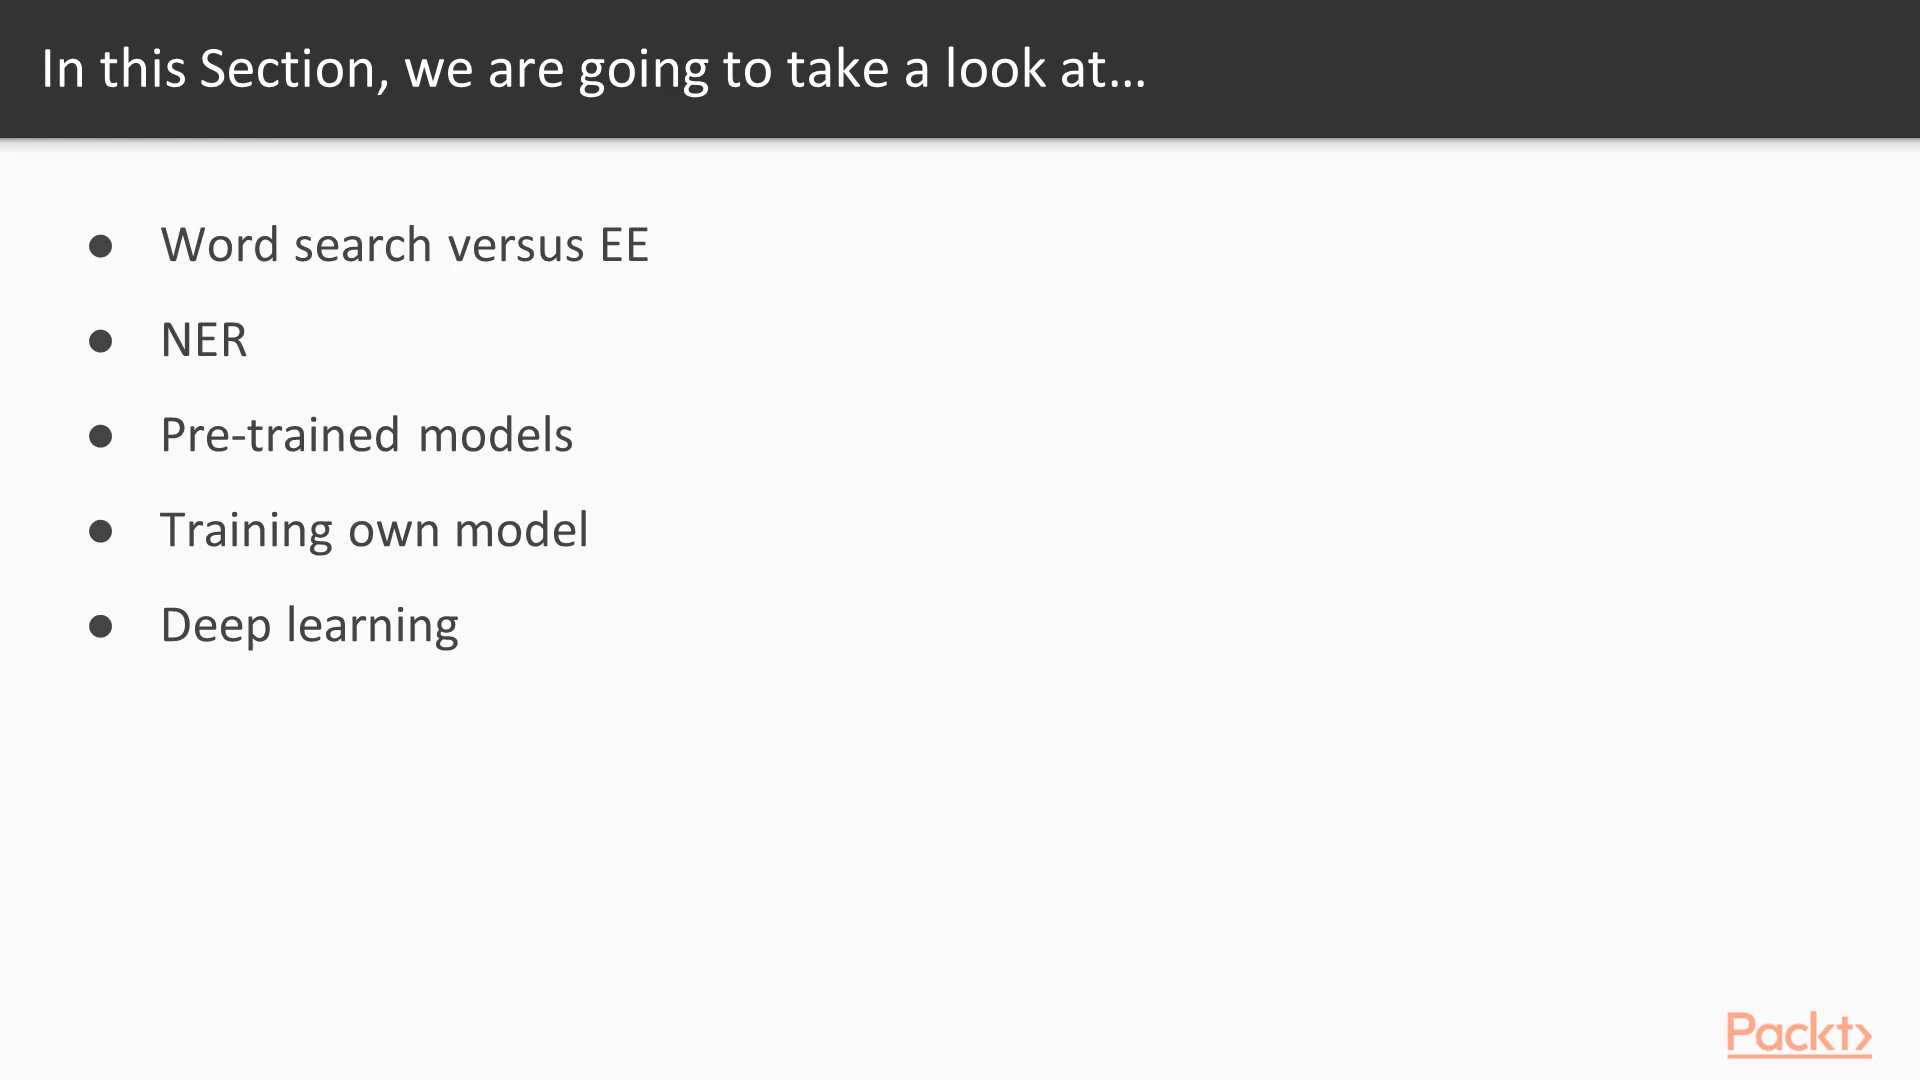 In this Section, we are going to take a look at...
● Word search versus EE
● NER
● Pre-trained models
● Training own model
● Deep learning
Packt>